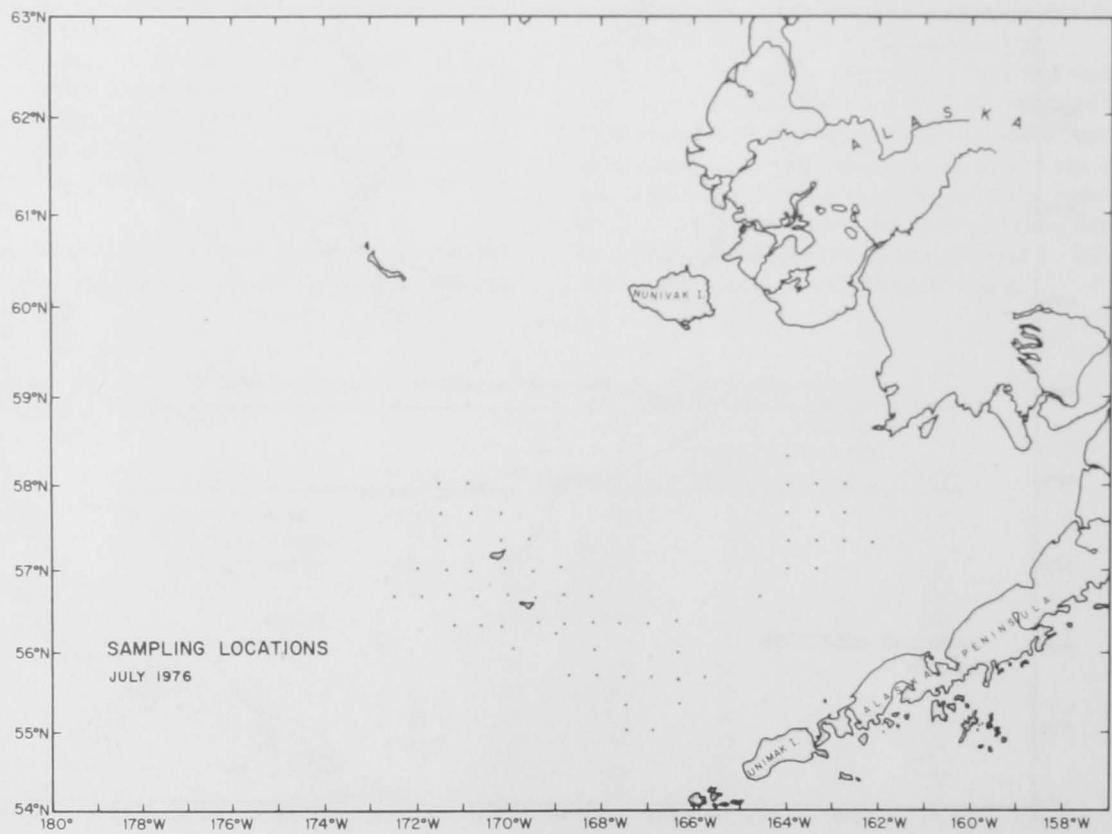 63°N
62°N
61°N
60°N
59°N
58°N
57°N
56°N
55°N
54°N
ALASKA
NUNIVAK I.
SAMPLING LOCATIONS
JULY 1976
ALASKA PENINSULA
UNIMAK I.
180° 178°W 176°W 174°W 172°W 170°W 168°W 166°W 164°W 162°W 160°W 158°W